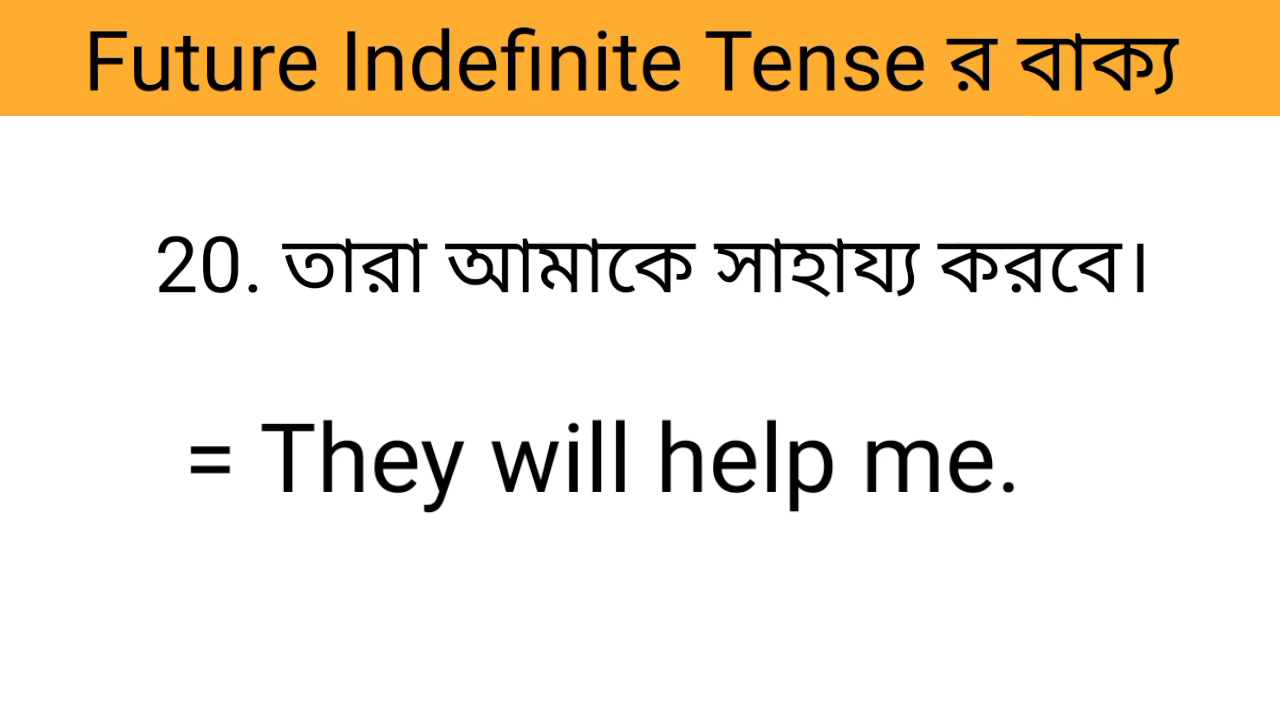 Future Indefinite Tense র বাক্য
20. তারা আমাকে সাহায্য করবে।
= They will help me.